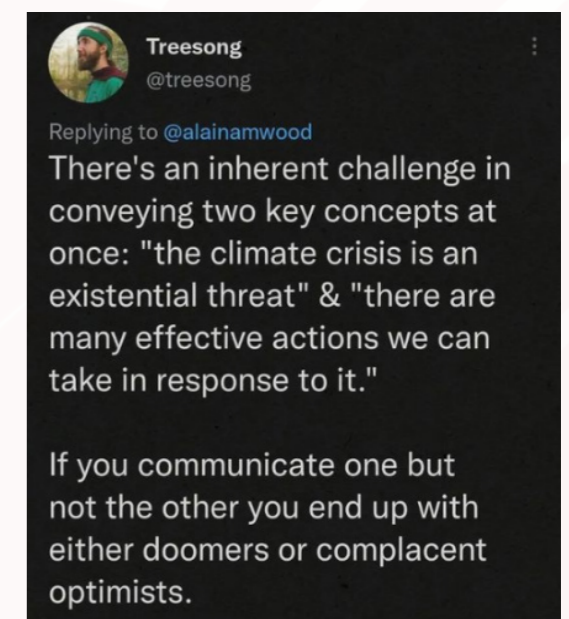 Treesong
@treesong
Replying to @alainamwood
There's an inherent challenge in
conveying two key concepts at
once: "the climate crisis is an
existential threat" & "there are
many effective actions we can
take in response to it."
If you communicate one but
not the other you end up with
either doomers or complacent
optimists.